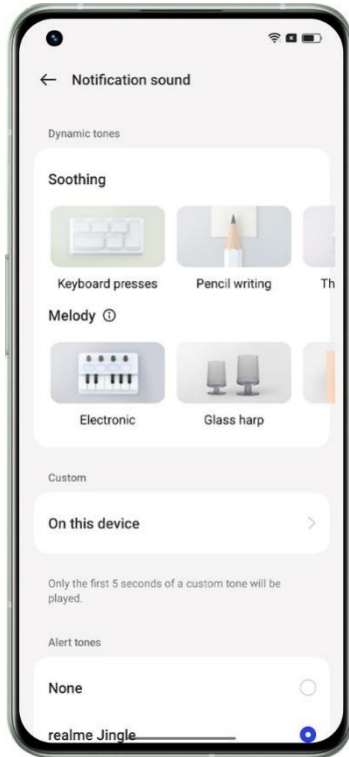 Notification sound
Dynamic tones
Soothing
Keyboard presses
Pencil writing
Th
Melody
Electronic
Glass harp
Custom
On this device
Only the first 5 seconds of a custom tone will be
played.
Alert tones
None
realme Jingle